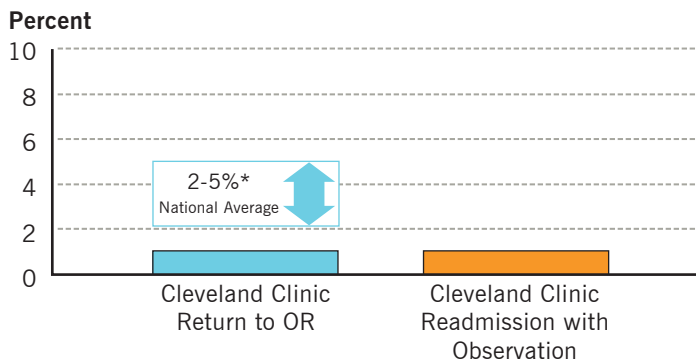 Percent
10
8
6
4
2
0
2-5%*
National Average
Cleveland Clinic
Return to OR
Cleveland Clinic
Readmission with
Observation